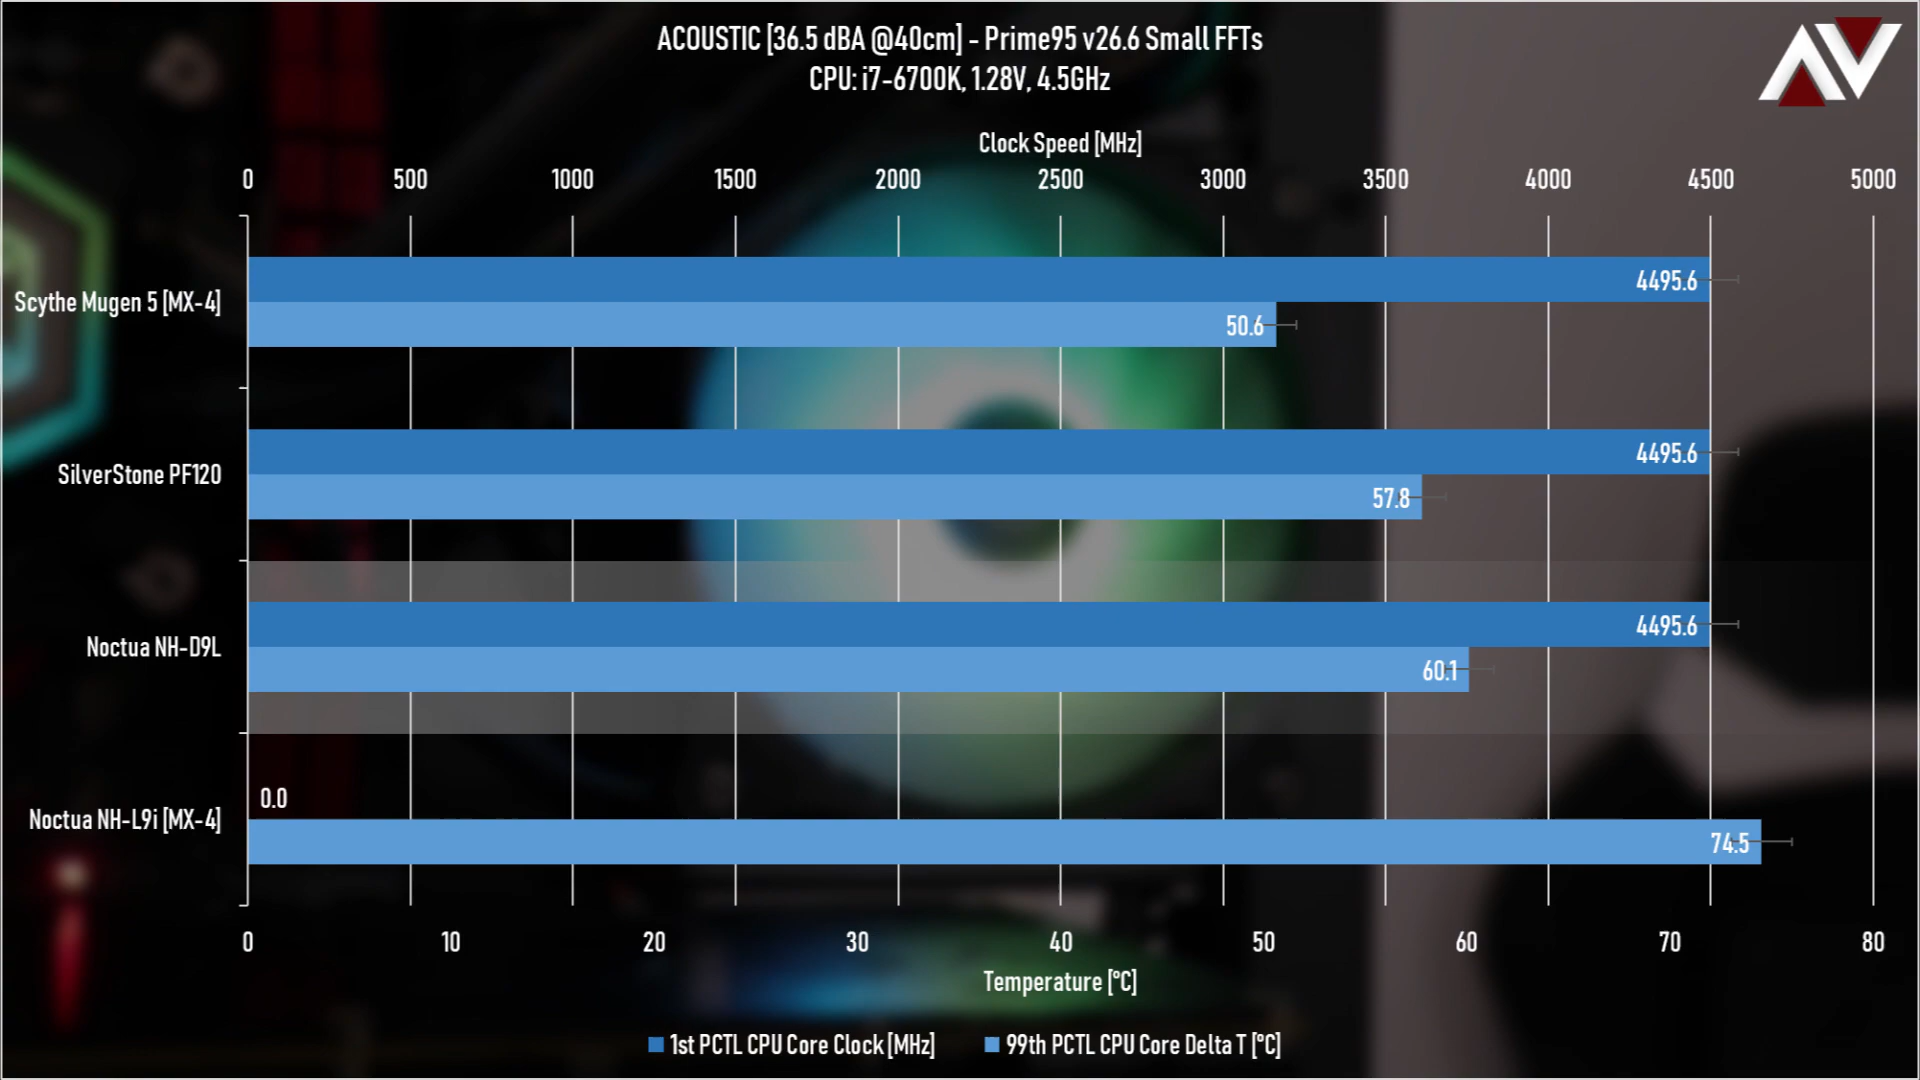 ACOUSTIC [36.5 dBA @40cm] - Prime95 v26.6 Small FFTs
CPU: i7-6700K, 1.28V, 4.5GHz
Clock Speed [MHz]
0 500 1000 1500 2000 2500 3000 3500 4000 4500 5000
4495.6
Scythe Mugen 5 [MX-4]
50.6
4495.6
SilverStone PF120
57.8
4495.6
Noctua NH-D9L
60.1
0.0
Noctua NH-L9i [MX-4]
74.5
0 10 20 30 40 50 60 70 80
Temperature [°C]
1st PCTL CPU Core Clock [MHz] 99th PCTL CPU Core Delta T [°C]